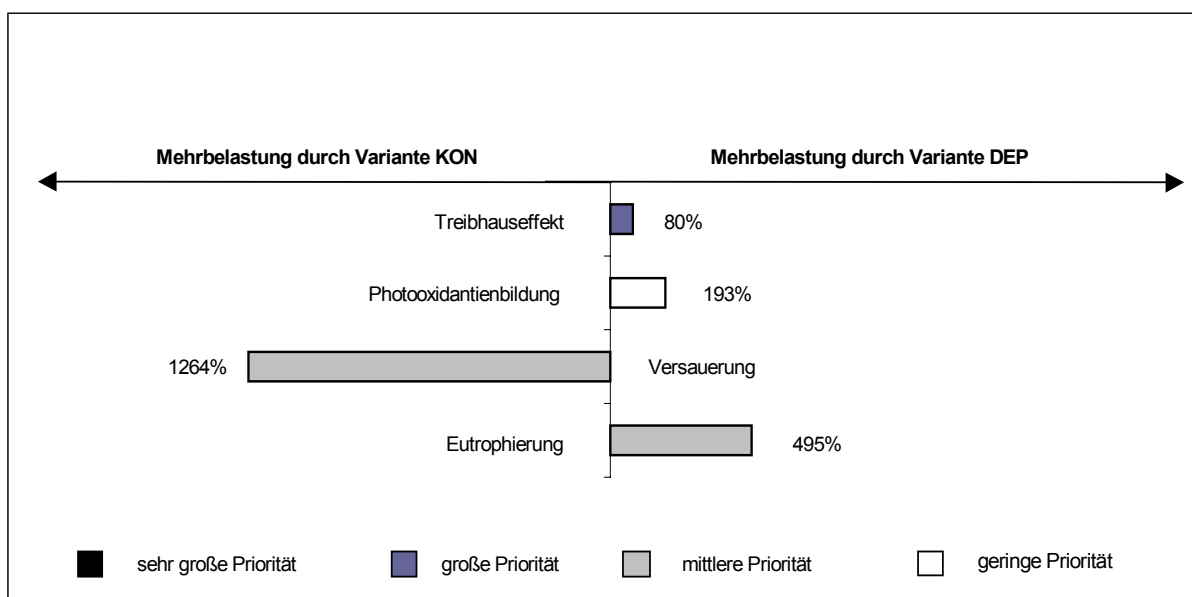 Mehrbelastung durch Variante KON
Mehrbelastung durch Variante DEP
Treibhauseffekt
80%
Photooxidantienbildung
193%
1264%
Versauerung
Eutrophierung
495%
sehr große Priorität
große Priorität
mittlere Priorität
geringe Priorität